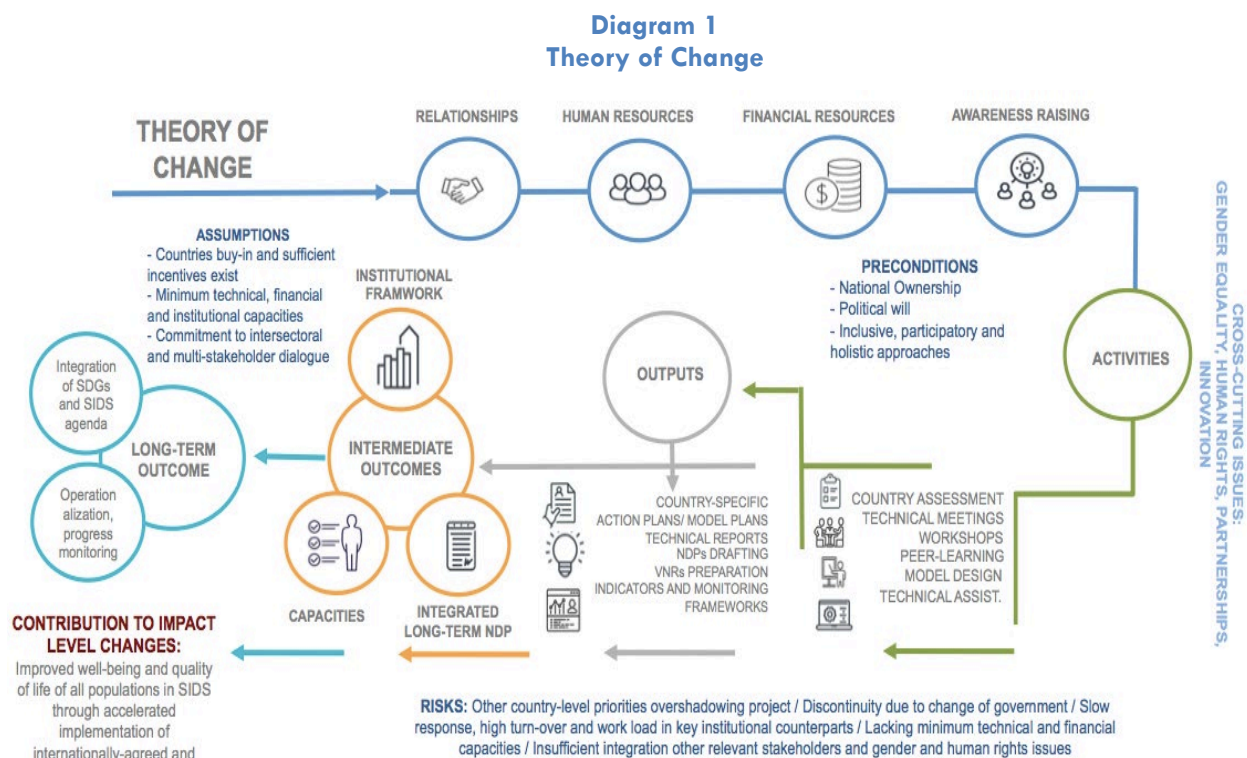 Diagram 1
Theory of Change
THEORY OF
CHANGE
RELATIONSHIPS
HUMAN RESOURCES
FINANCIAL RESOURCES
AWARENESS RAISING
$
ASSUMPTIONS
- Countries buy-in and sufficient
incentives exist
- Minimum technical, financial
and institutional capacities
- Commitment to intersectoral
and multi-stakeholder dialogue
PRECONDITIONS
- National Ownership
- Political will
- Inclusive, participatory and
holistic approaches
CROSS-CUTTING ISSUES:
GENDER EQUALITY, HUMAN RIGHTS, PARTNERSHIPS,
INNOVATION
ACTIVITIES
COUNTRY ASSESSMENT
TECHNICAL MEETINGS
WORKSHOPS
PEER-LEARNING
MODEL DESIGN
TECHNICAL ASSIST.
OUTPUTS
COUNTRY-SPECIFIC
ACTION PLANS/ MODEL PLANS
TECHNICAL REPORTS
NDPs DRAFTING
VNRs PREPARATION
INDICATORS AND MONITORING
FRAMEWORKS
INSTITUTIONAL
FRAMWORK
INTERMEDIATE
OUTCOMES
CAPACITIES
INTEGRATED
LONG-TERM NDP
Integration
of SDGs
and SIDS
agenda
LONG-TERM
OUTCOME
Operation
alization,
progress
monitoring
CONTRIBUTION TO IMPACT
LEVEL CHANGES:
Improved well-being and quality
of life of all populations in SIDS
through accelerated
implementation of
internationally-agreed and
RISKS: Other country-level priorities overshadowing project / Discontinuity due to change of government / Slow
response, high turn-over and work load in key institutional counterparts / Lacking minimum technical and financial
capacities / Insufficient integration other relevant stakeholders and gender and human rights issues